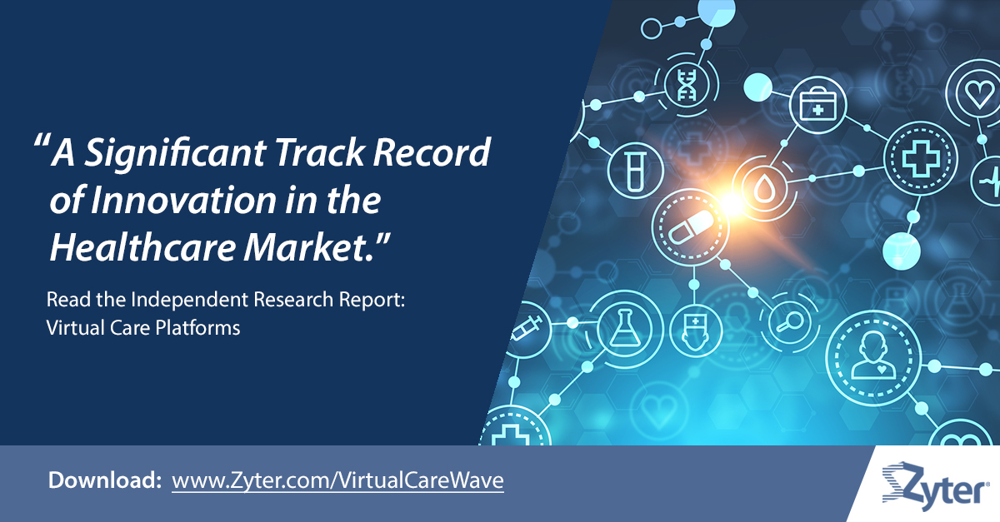 “A Significant Track Record
of Innovation in the
Healthcare Market.”
Read the Independent Research Report:
Virtual Care Platforms
Download: www.Zyter.com/VirtualCareWave
Zyter®